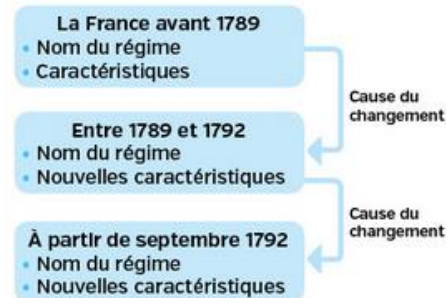 La France avant 1789
• Nom du régime
• Caractéristiques
Cause du
changement
Entre 1789 et 1792
• Nom du régime
• Nouvelles caractéristiques
Cause du
changement
À partir de septembre 1792
• Nom du régime
• Nouvelles caractéristiques